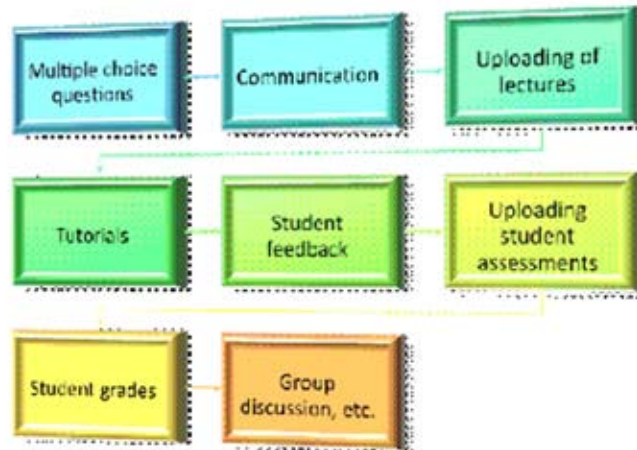 Multiple choice
questions
Communication
Uploading of
lectures
Tutorials
Student
feedback
Uploading
student
assessments
Student grades
Group
discussion, etc.